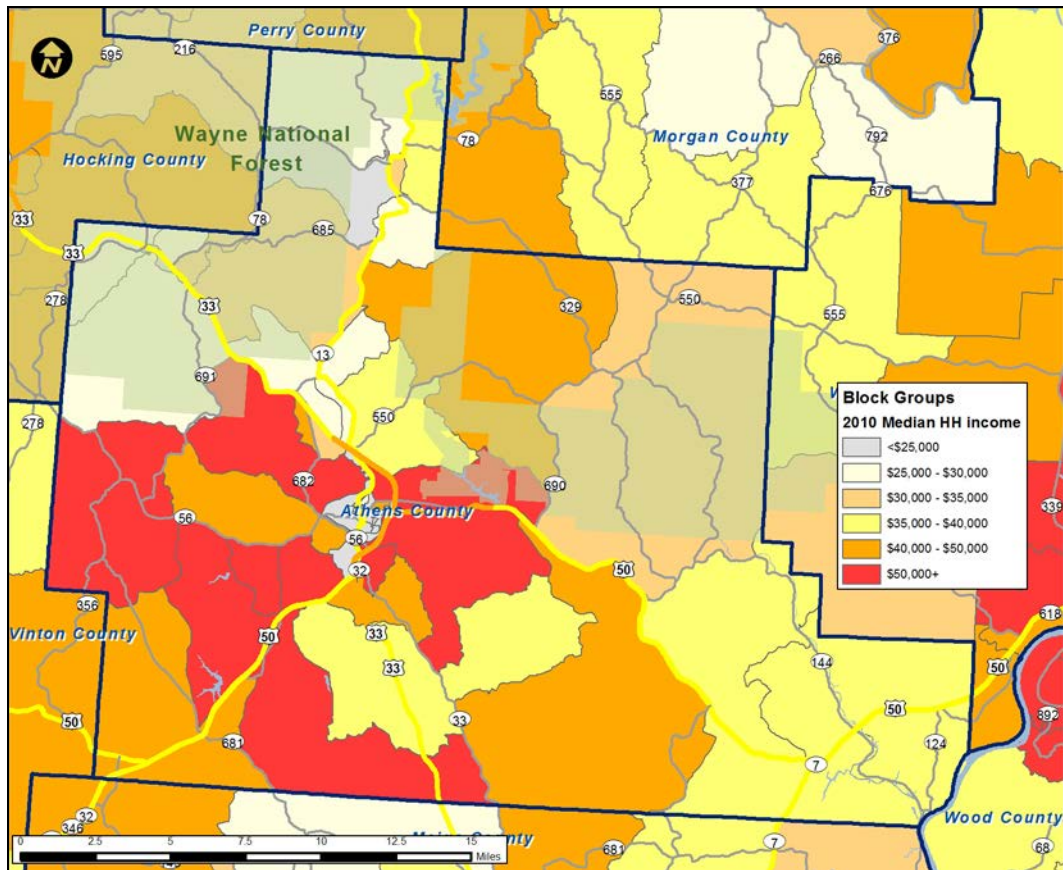 Perry County
376
595
216
266
N
555
Wayne National
Forest
Morgan County
Hocking County
78
792
377
676
33
78
685
33
278
33
329
550
555
13
691
550
278
Block Groups
2010 Median HH income
<$25,000
$25,000 - $30,000
$30,000 - $35,000
$35,000 - $40,000
$40,000 - $50,000
$50,000+
682
690
339
56
Athens County
56
32
50
356
618
Vinton County
50
33
33
144
50
50
50
33
892
681
124
7
32
346
Wood County
0 2.5 5 10 15
Miles
7
681
68